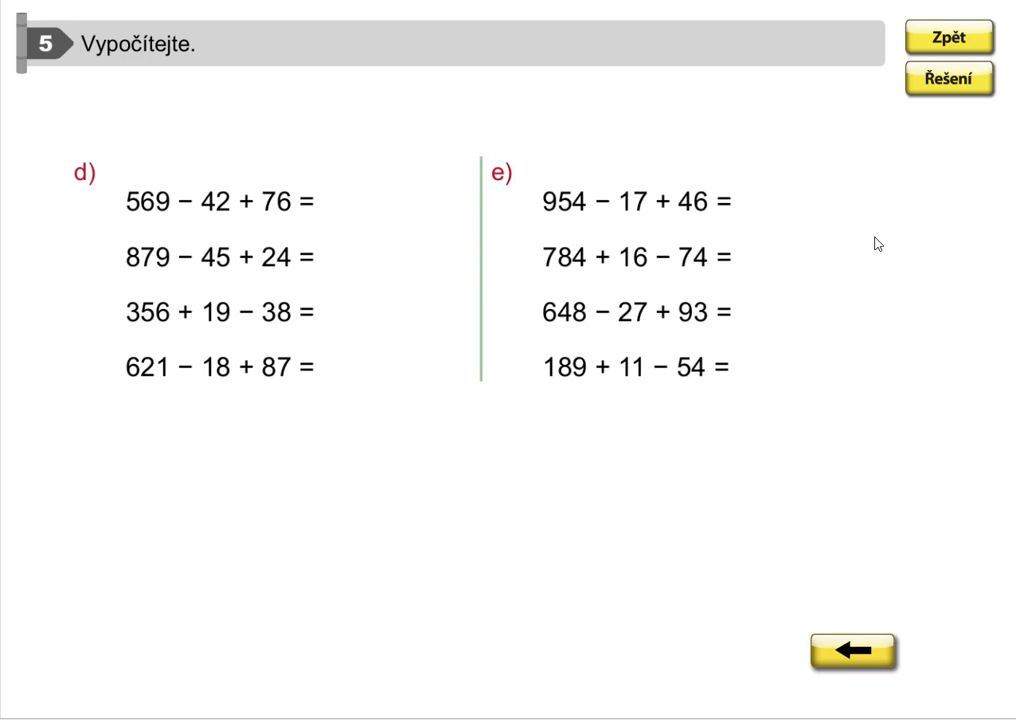 5 Vypočítejte.
Zpět
Řešení
d)
569 − 42 + 76 =
879 − 45 + 24 =
356 + 19 − 38 =
621 − 18 + 87 =
e)
954 − 17 + 46 =
784 + 16 − 74 =
648 − 27 + 93 =
189 + 11 − 54 =